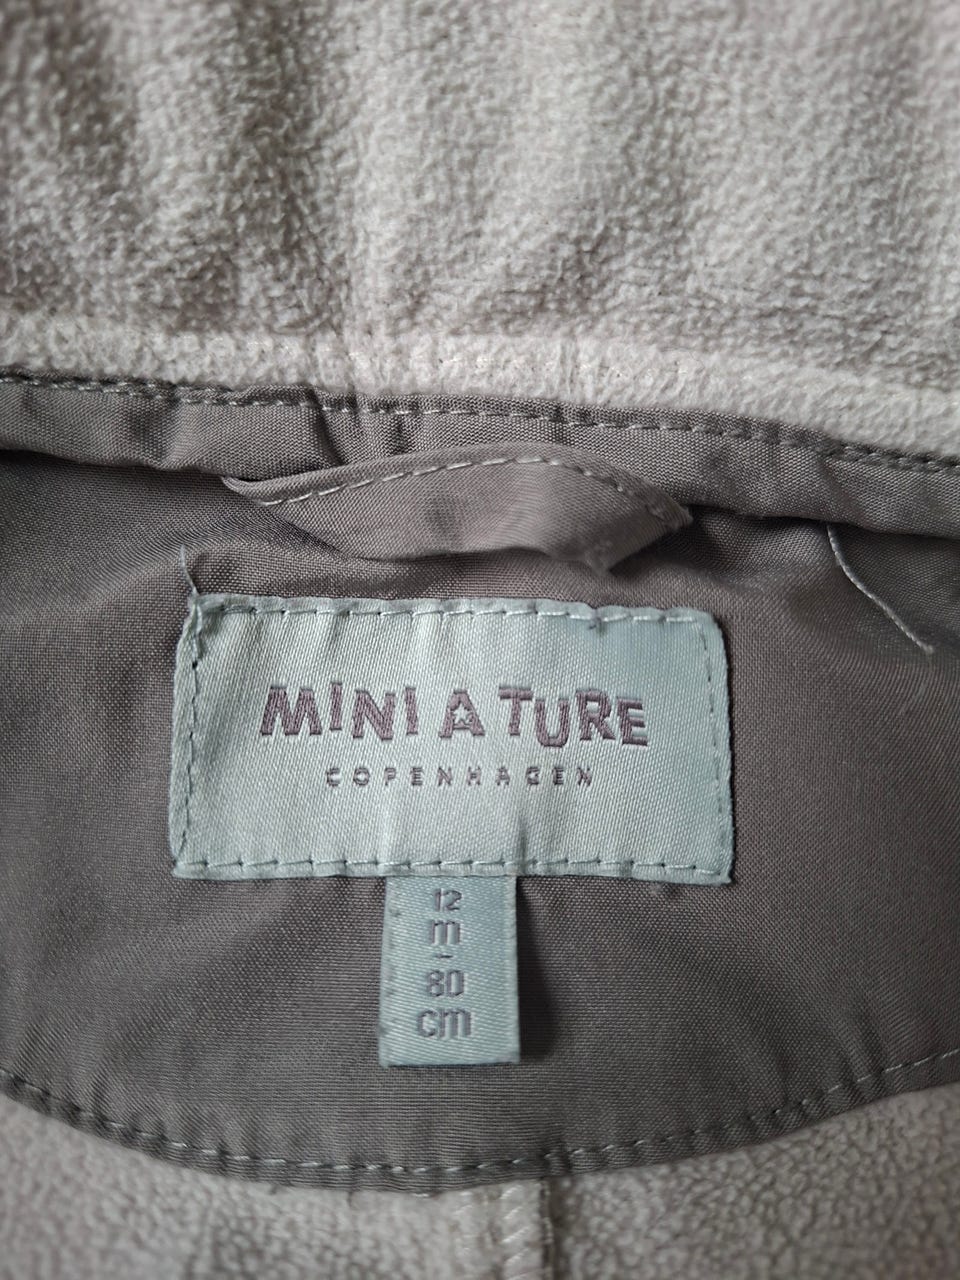 MINI A TURE
COPENHAGEN
12
m
-
80
cm